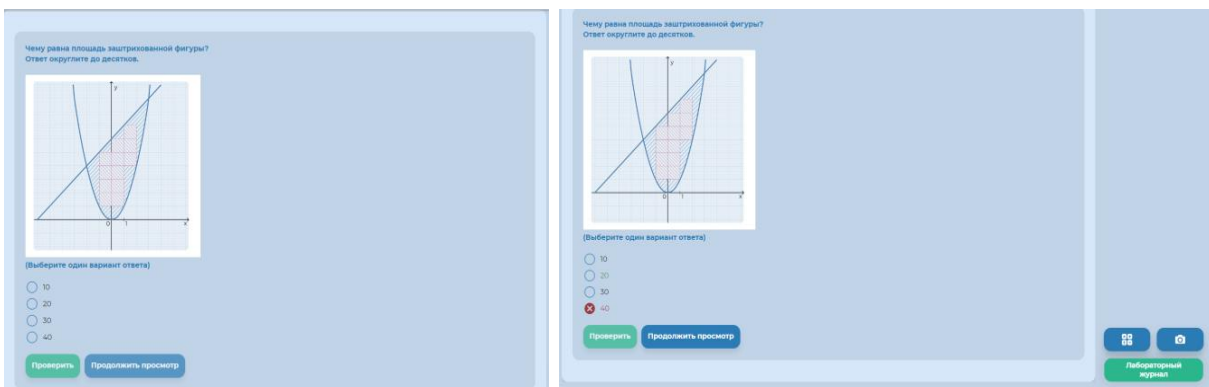 Чему равна площадь заштрихованной фигуры?
Ответ округлите до десятков.
y
0
1
x
(Выберите один вариант ответа)
10
20
30
40
Проверить
Продолжить просмотр
Чему равна площадь заштрихованной фигуры?
Ответ округлите до десятков.
y
0
1
x
(Выберите один вариант ответа)
10
20
30
40
Проверить
Продолжить просмотр
Лабораторный
журнал